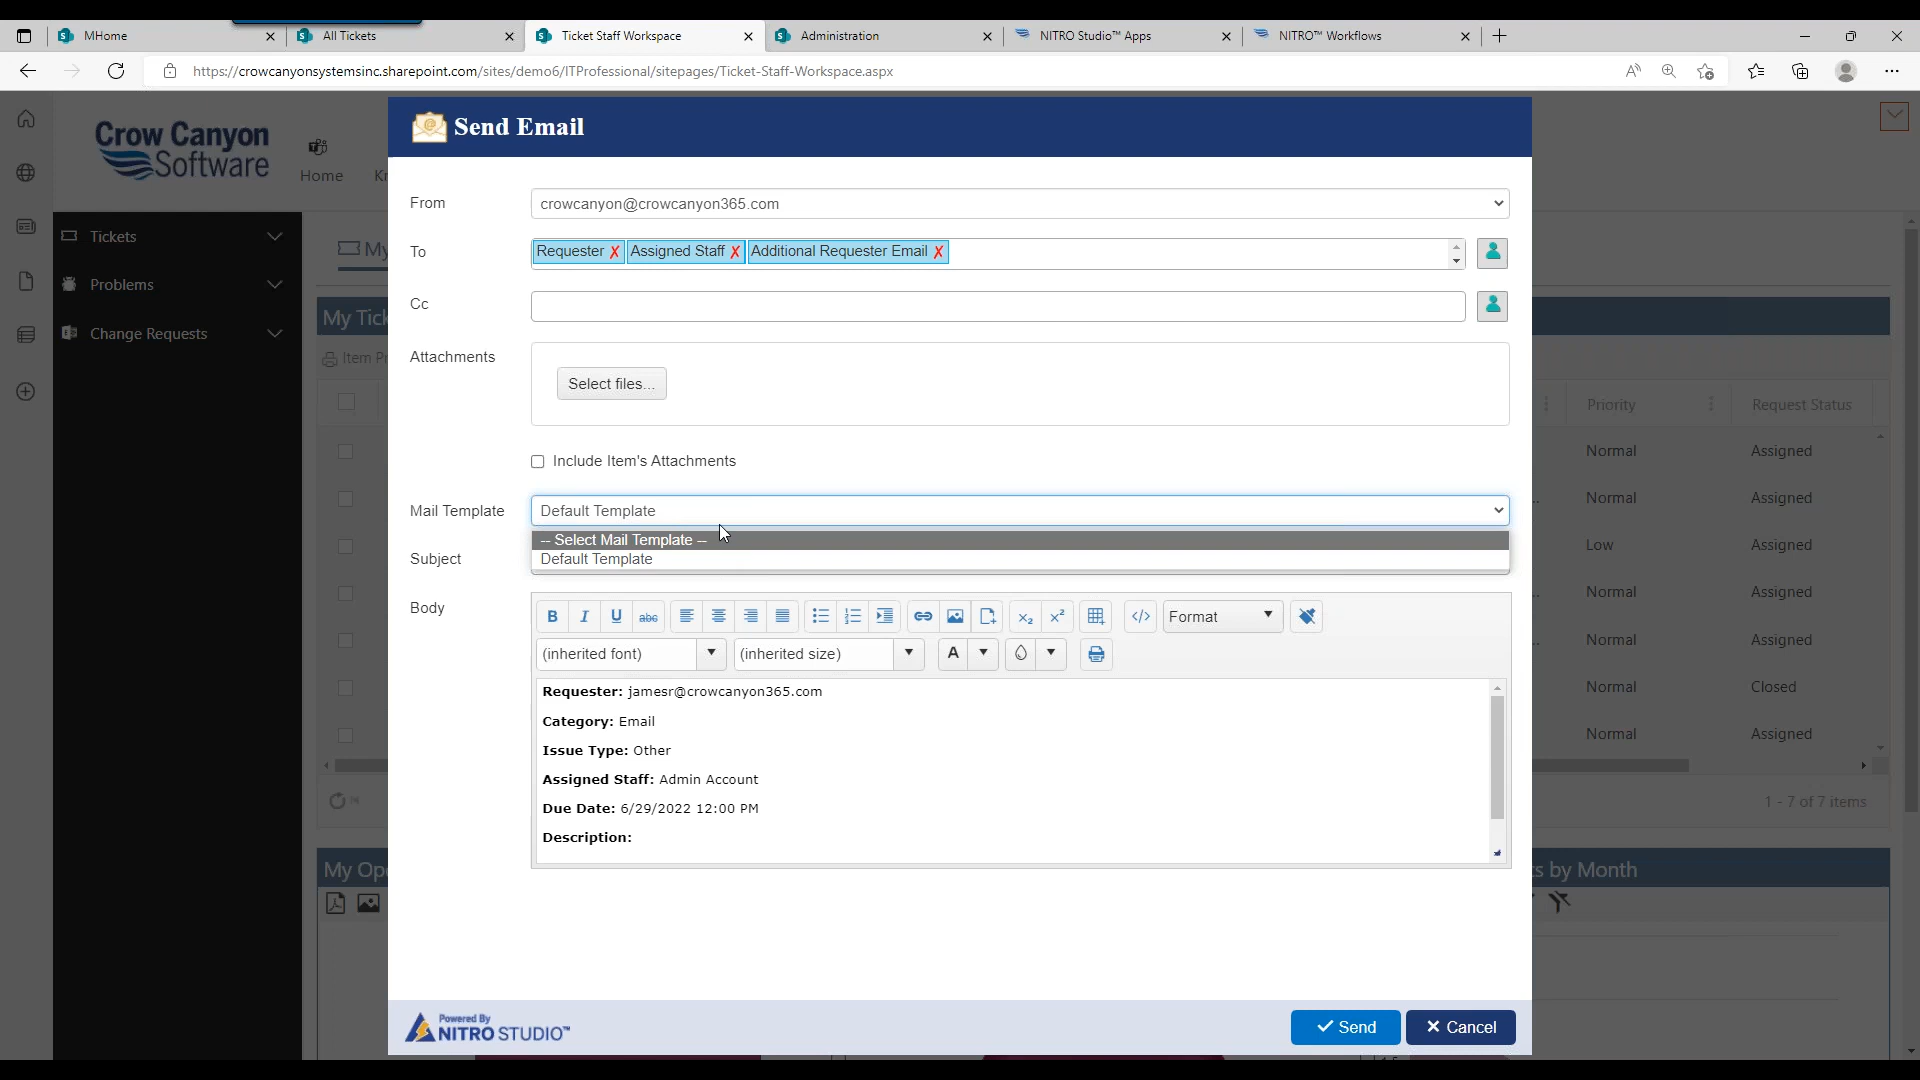 MHome
All Tickets
Ticket Staff Workspace
Administration
NITRO Studio™ Apps
NITRO™ Workflows
https://crowcanyonsystemsinc.sharepoint.com/sites/demo6/ITProfessional/sitepages/Ticket-Staff-Workspace.aspx
Crow Canyon
Software
Home
Kn
Tickets
Problems
Change Requests
My
My Tick
Item Pr
My Ope
Send Email
From
crowcanyon@crowcanyon365.com
To
Requester ✗ Assigned Staff ✗ Additional Requester Email ✗
Cc
Attachments
Select files...
Include Item's Attachments
Mail Template
Default Template
-- Select Mail Template --
Default Template
Subject
Body
B I U abc
Format
(inherited font)
(inherited size)
A
Requester: jamesr@crowcanyon365.com
Category: Email
Issue Type: Other
Assigned Staff: Admin Account
Due Date: 6/29/2022 12:00 PM
Description:
Powered By
NITRO STUDIO™
Send
Cancel
Priority
Request Status
Normal
Assigned
Normal
Assigned
Low
Assigned
Normal
Assigned
Normal
Assigned
Normal
Closed
Normal
Assigned
1 - 7 of 7 items
s by Month